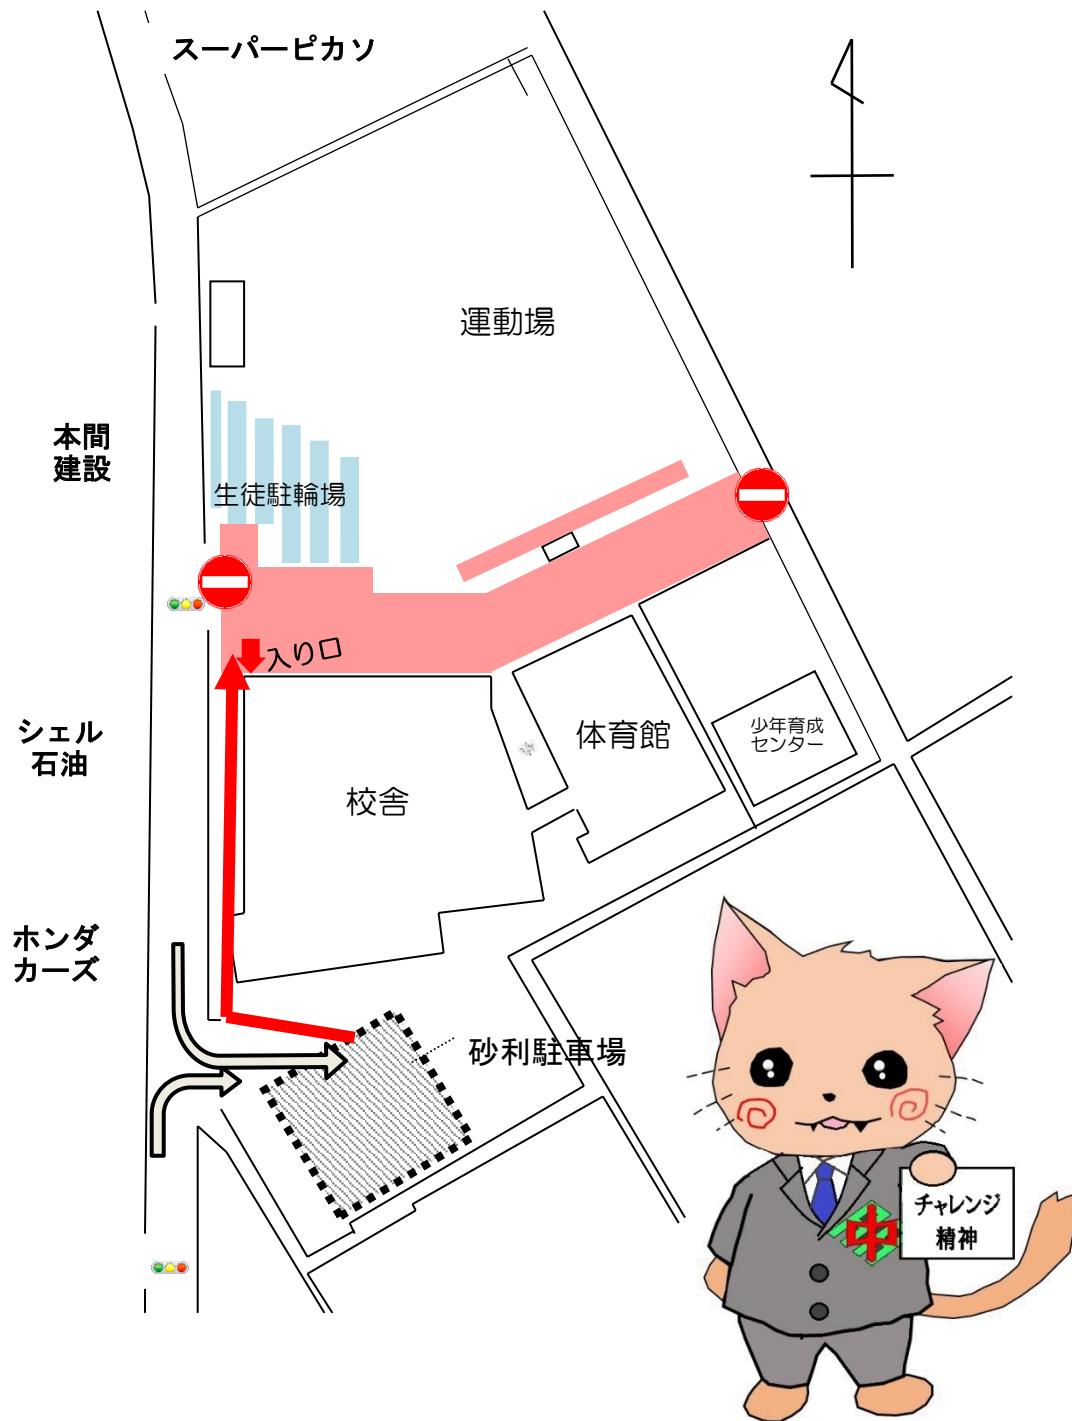 スーパーピカソ
運動場
本間
建設
生徒駐輪場
入り口
シェル
石油
体育館
少年育成
センター
校舎
ホンダ
カーズ
砂利駐車場
チャレンジ
精神
中